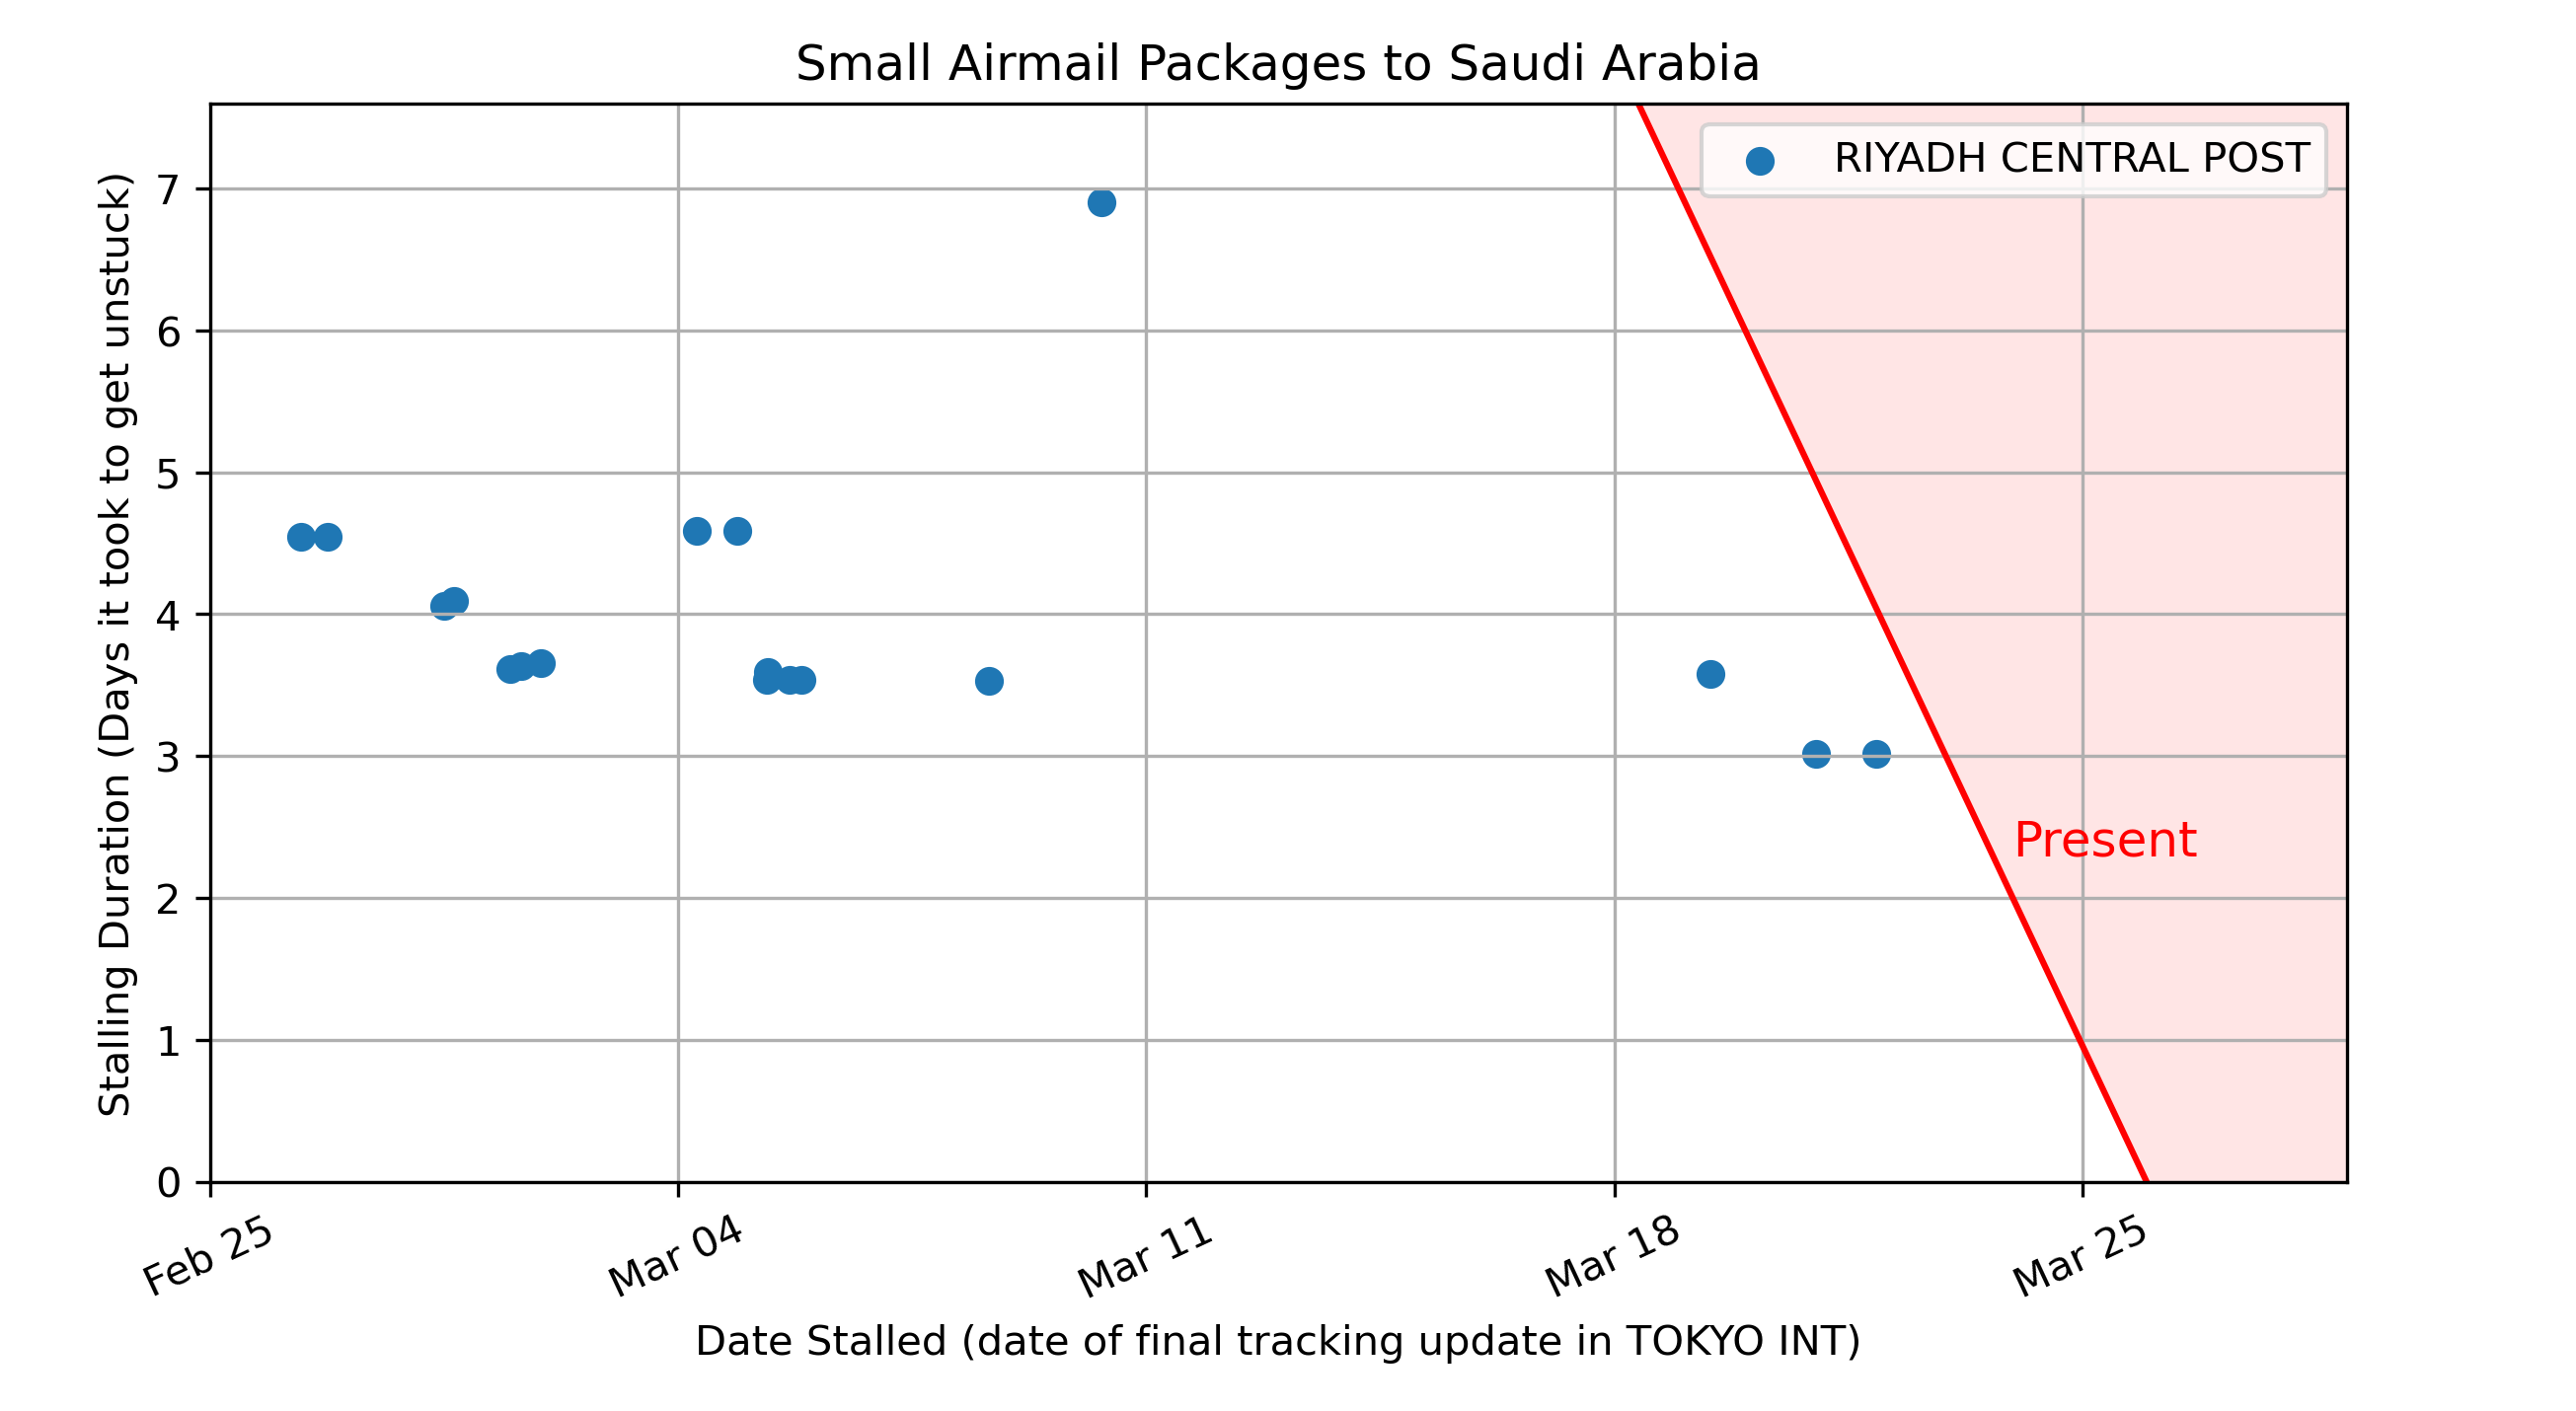 Small Airmail Packages to Saudi Arabia
RIYADH CENTRAL POST
Stalling Duration (Days it took to get unstuck)
7
6
5
4
3
2
1
0
Present
Feb 25
Mar 04
Mar 11
Mar 18
Mar 25
Date Stalled (date of final tracking update in TOKYO INT)